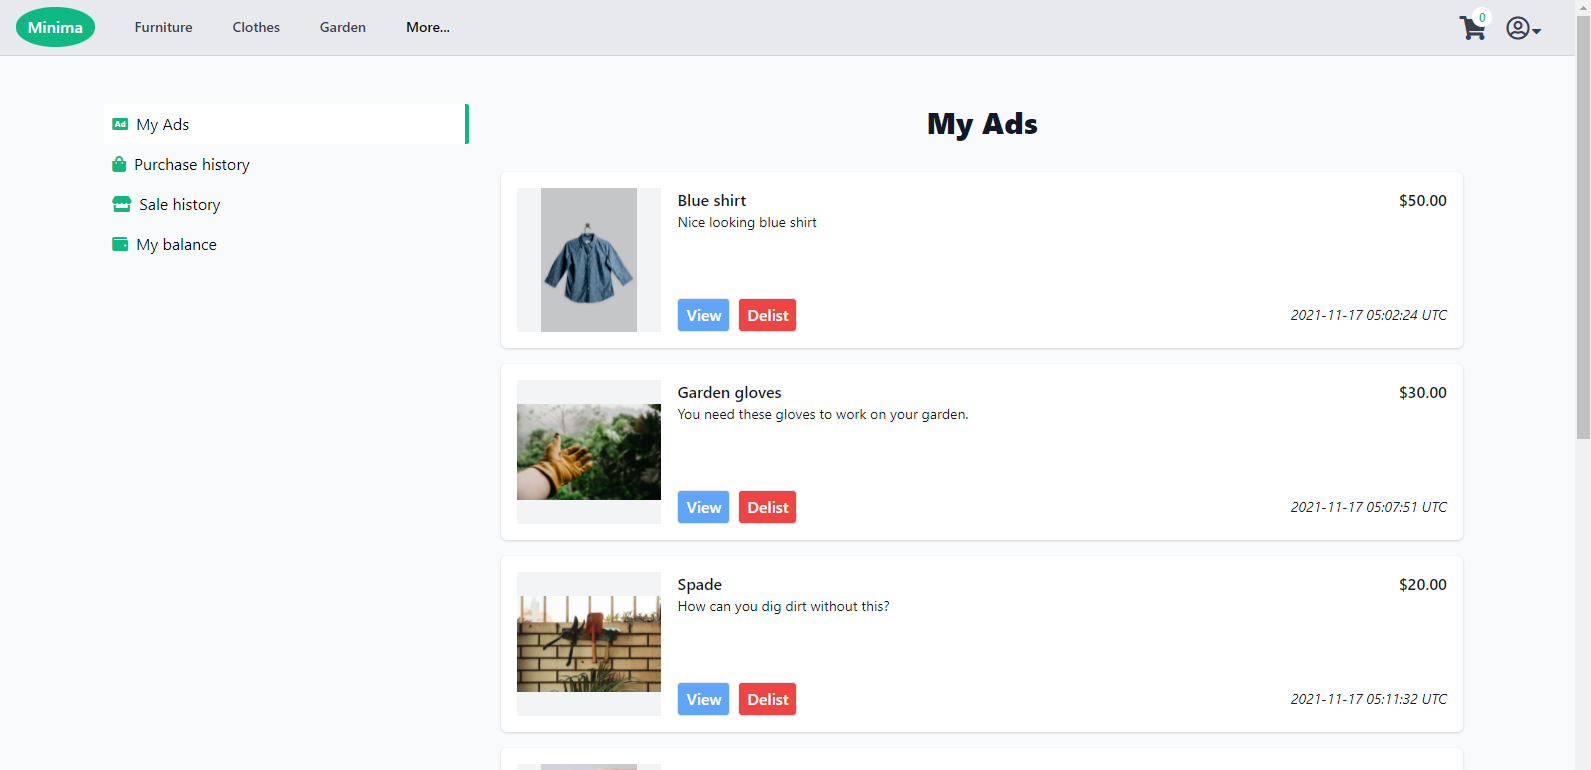 Minima
Furniture
Clothes
Garden
More...
0
Ad My Ads
Purchase history
Sale history
My balance
My Ads
Blue shirt
$50.00
Nice looking blue shirt
View
Delist
2021-11-17 05:02:24 UTC
Garden gloves
$30.00
You need these gloves to work on your garden.
View
Delist
2021-11-17 05:07:51 UTC
Spade
$20.00
How can you dig dirt without this?
View
Delist
2021-11-17 05:11:32 UTC